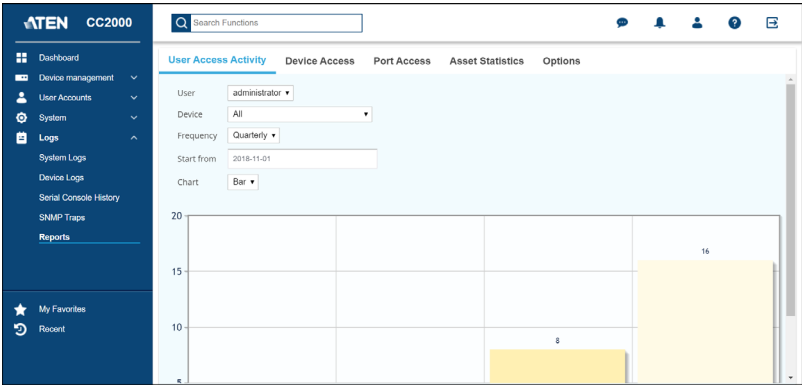 ATEN CC2000
Search Functions
Dashboard
Device management
User Accounts
System
Logs
System Logs
Device Logs
Serial Console History
SNMP Traps
Reports
My Favorites
Recent
User Access Activity Device Access Port Access Asset Statistics Options
User administrator
Device All
Frequency Quarterly
Start from 2018-11-01
Chart Bar
20
16
15
10
8
5